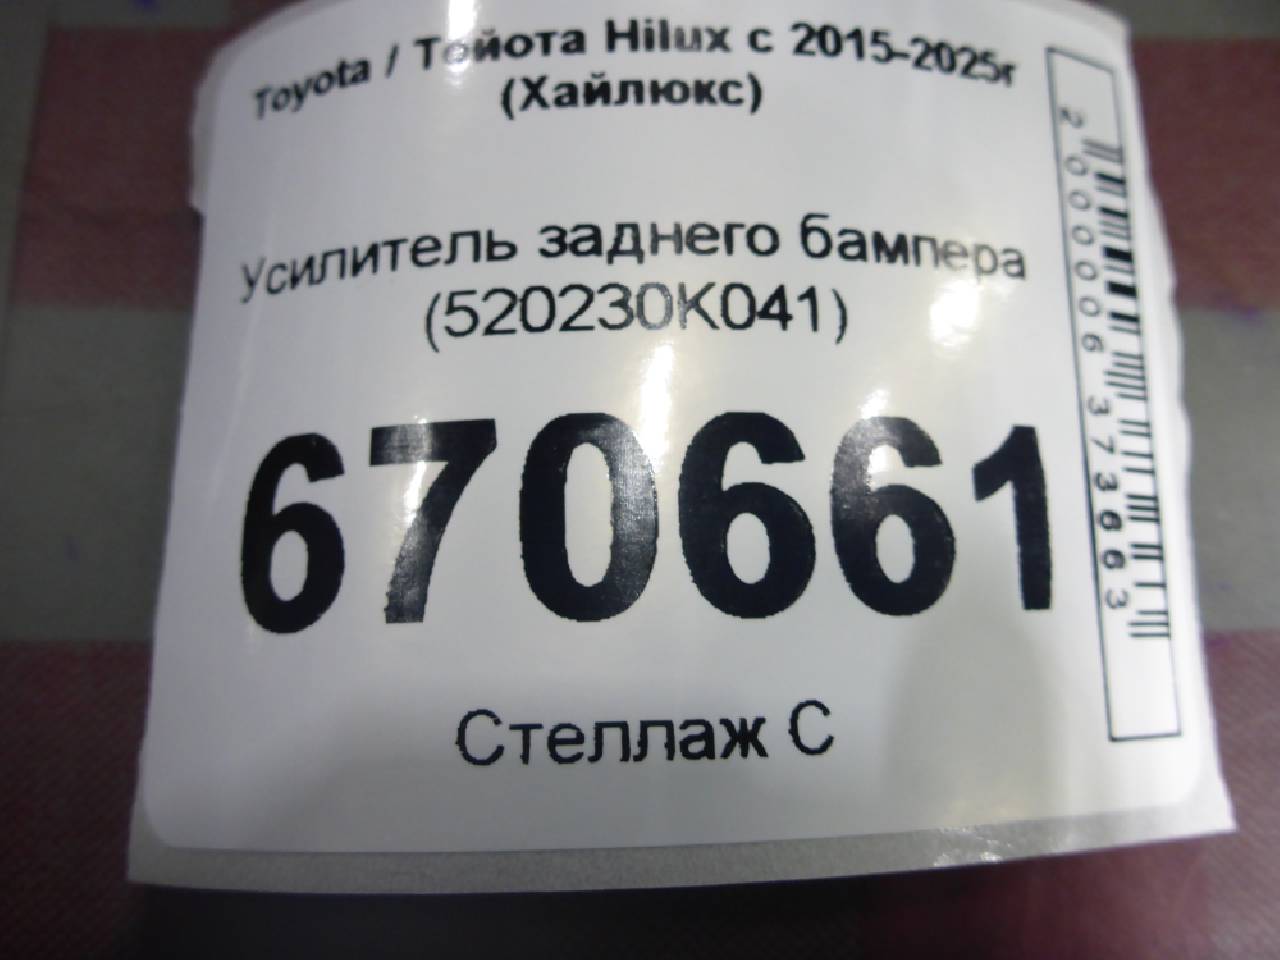 Toyota / Тойота Hilux с 2015-2025г
(Хайлюкс)
Усилитель заднего бампера
(520230K041)
670661
Стеллаж С
2000006373663